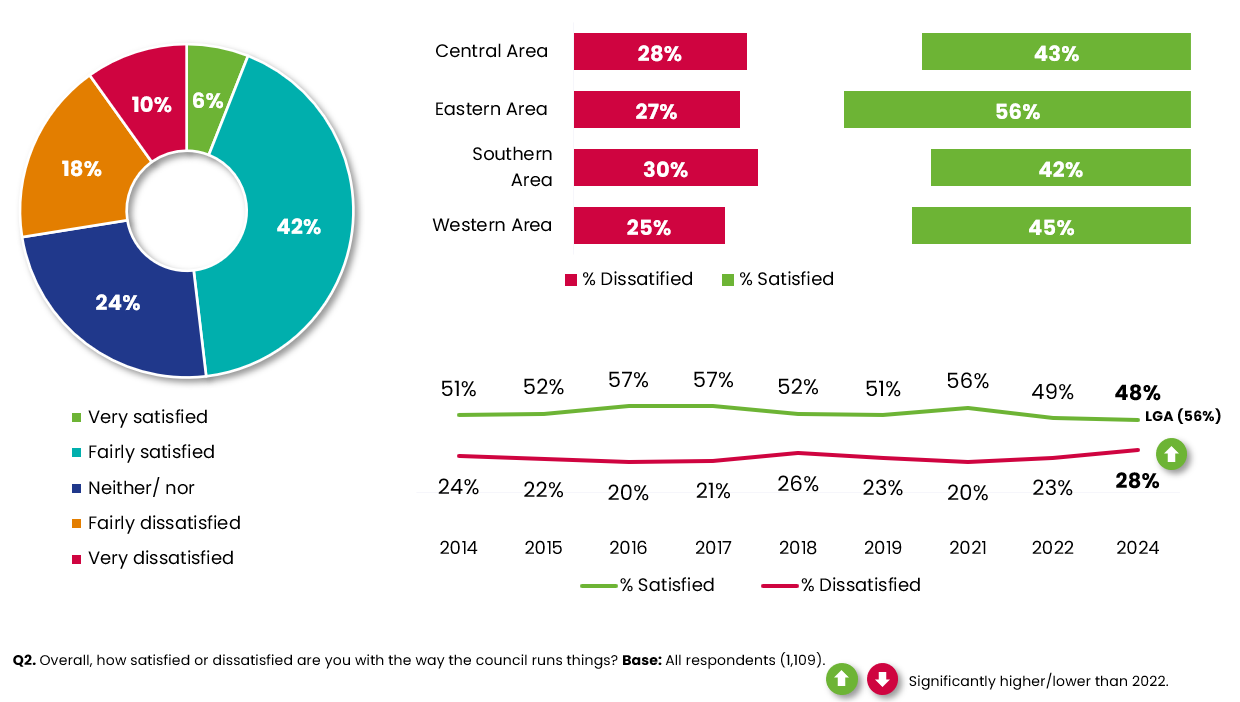 10%
6%
18%
42%
24%
Very satisfied
Fairly satisfied
Neither/ nor
Fairly dissatisfied
Very dissatisfied
Central Area
28%
43%
Eastern Area
27%
56%
Southern
Area
30%
42%
Western Area
25%
45%
% Dissatified
% Satisfied
51%
52%
57%
57%
52%
51%
56%
49%
48%
LGA (56%)
24%
22%
20%
21%
26%
23%
20%
23%
28%
2014
2015
2016
2017
2018
2019
2021
2022
2024
% Satisfied
% Dissatisfied
Q2. Overall, how satisfied or dissatisfied are you with the way the council runs things? Base: All respondents (1,109).
Significantly higher/lower than 2022.